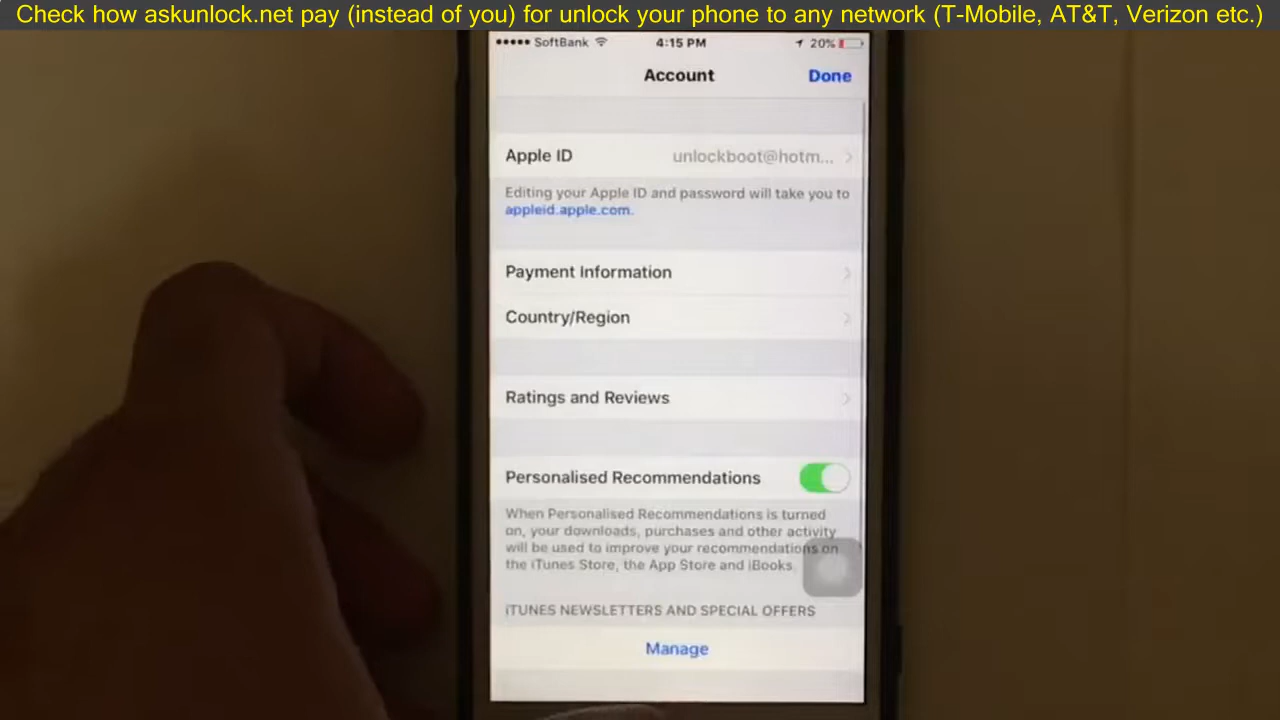 Check how askunlock.net pay (instead of you) for unlock your phone to any network (T-Mobile, AT&T, Verizon etc.)
SoftBank 4:15 PM 20%
Account Done
Apple ID unlockboot@hotm... >
Editing your Apple ID and password will take you to
appleid.apple.com.
Payment Information >
Country/Region >
Ratings and Reviews >
Personalised Recommendations
When Personalised Recommendations is turned
on, your downloads, purchases and other activity
will be used to improve your recommendations on
the iTunes Store, the App Store and iBooks
iTUNES NEWSLETTERS AND SPECIAL OFFERS
Manage